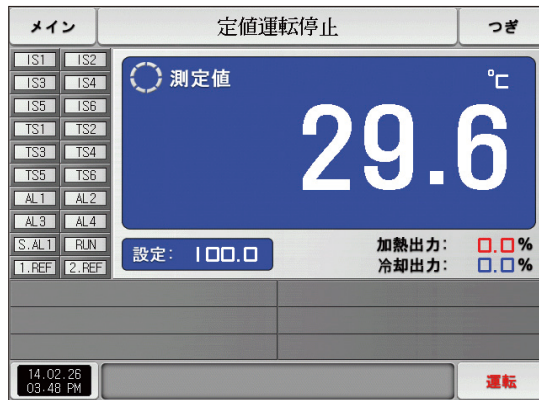 メイン 定値運転停止 つぎ
IS1 IS2
IS3 IS4
IS5 IS6
TS1 TS2
TS3 TS4
TS5 TS6
AL1 AL2
AL3 AL4
S.AL1 RUN
1.REF 2.REF
測定値 ℃
29.6
設定: 100.0
加熱出力: 0.0%
冷却出力: 0.0%
14.02.26
03:48 PM
運転